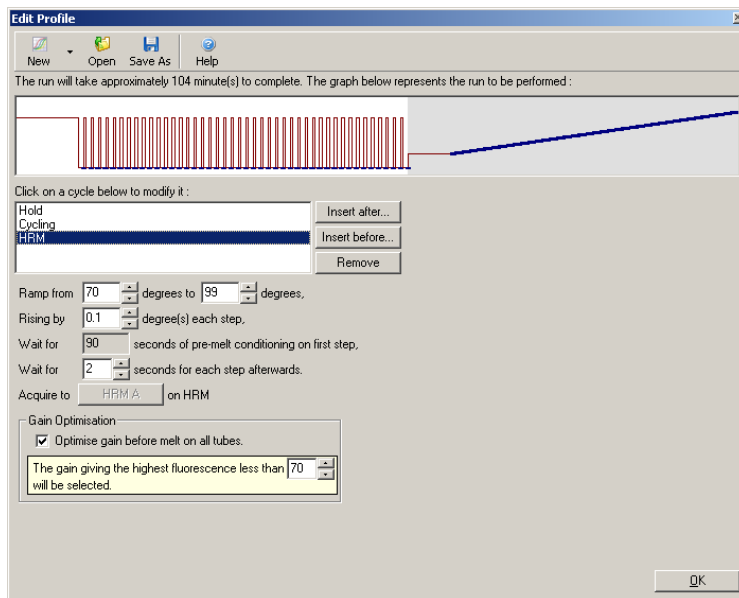 Edit Profile
New Open Save As Help
The run will take approximately 104 minute(s) to complete. The graph below represents the run to be performed :
Click on a cycle below to modify it :
Hold
Cycling
HRM
Insert after...
Insert before...
Remove
Ramp from 70 degrees to 99 degrees,
Rising by 0.1 degree(s) each step,
Wait for 90 seconds of pre-melt conditioning on first step,
Wait for 2 seconds for each step afterwards.
Acquire to HRM A on HRM
Gain Optimisation
Optimise gain before melt on all tubes.
The gain giving the highest fluorescence less than 70
will be selected.
OK